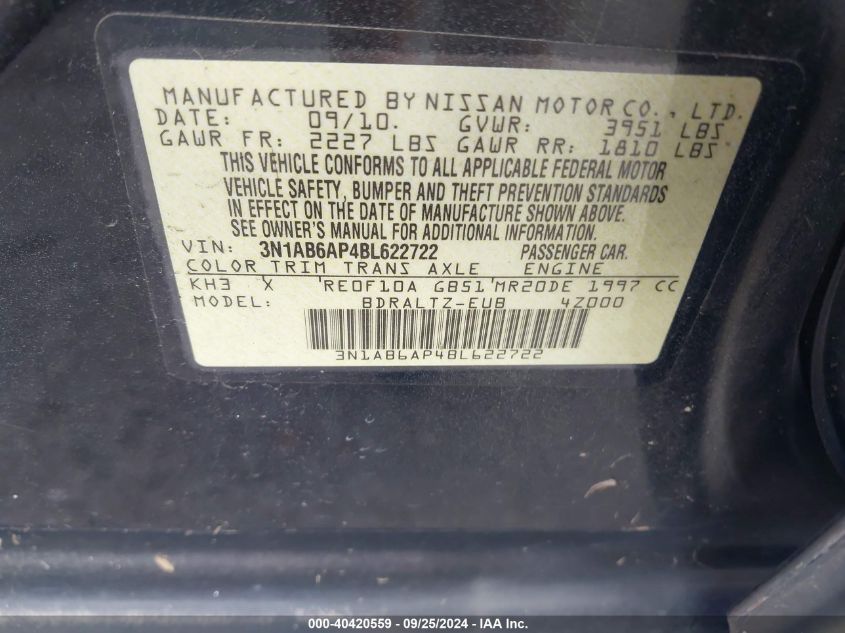 MANUFACTURED BY NISSAN MOTOR CO., LTD.
DATE: 09/10. GVWR: 3951 LBS
GAWR FR: 2227 LBS GAWR RR: 1810 LBS
THIS VEHICLE CONFORMS TO ALL APPLICABLE FEDERAL MOTOR
VEHICLE SAFETY, BUMPER AND THEFT PREVENTION STANDARDS
IN EFFECT ON THE DATE OF MANUFACTURE SHOWN ABOVE.
SEE OWNER'S MANUAL FOR ADDITIONAL INFORMATION.
VIN: 3N1AB6AP4BL622722 PASSENGER CAR.
COLOR TRIM TRANS AXLE ENGINE
KH3 X 'RE0F10A GB51'MR20DE 1997 CC
MODEL: BDRALTZ-EUB 4Z000
3N1AB6AP4BL622722
000-40420559 - 09/25/2024 - IAA Inc.